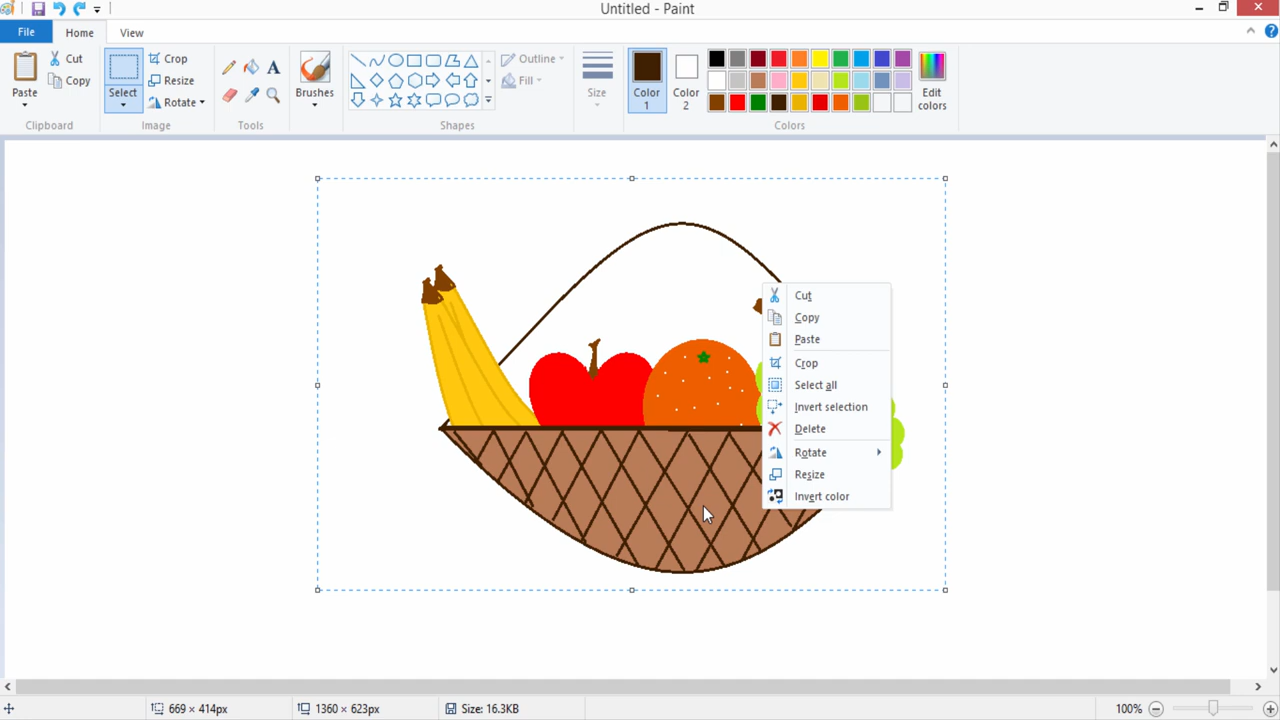 Untitled - Paint
File Home View
Paste
Cut
Copy
Clipboard
Select
Crop
Resize
Rotate
Image
A
Tools
Brushes
Outline
Fill
Shapes
Size
Color 1
Color 2
Edit colors
Colors
Cut
Copy
Paste
Crop
Select all
Invert selection
Delete
Rotate
Resize
Invert color
669 × 414px 1360 × 623px Size: 16.3KB 100%